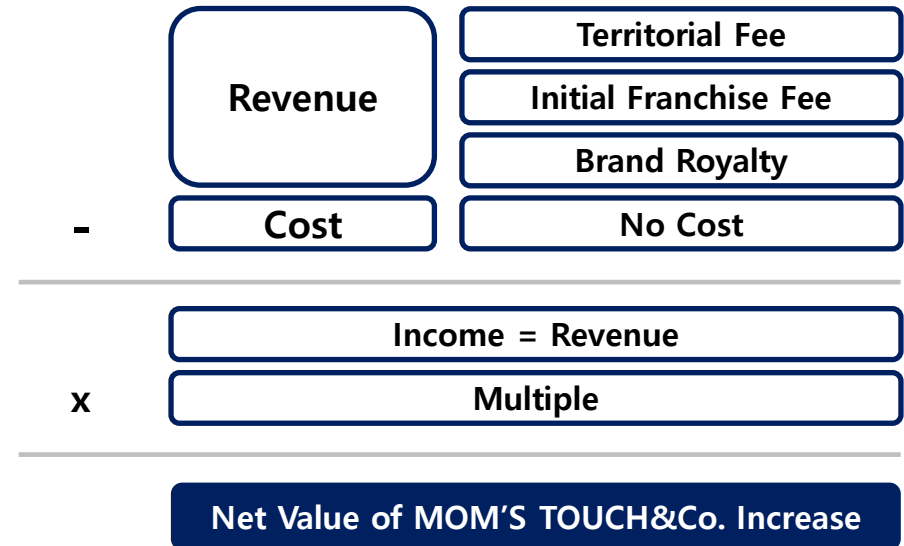 Revenue
Territorial Fee
Initial Franchise Fee
Brand Royalty
-
Cost
No Cost
Income = Revenue
x
Multiple
Net Value of MOM'S TOUCH&Co. Increase